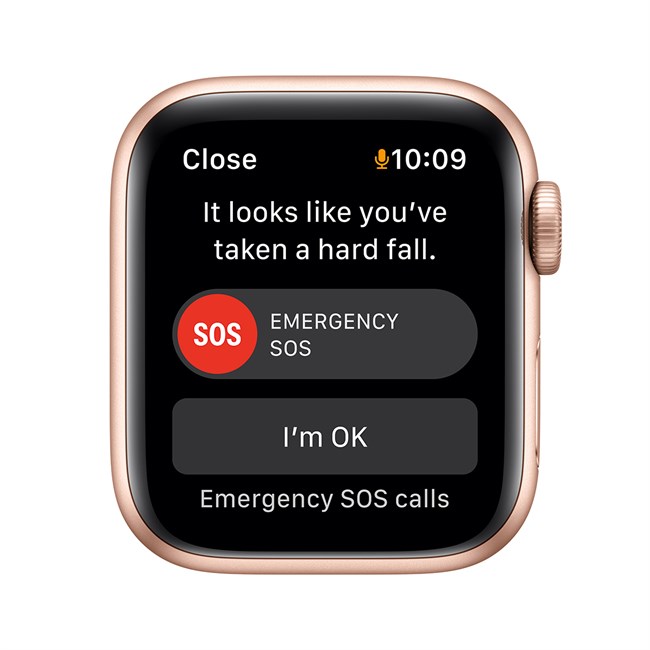 Close 10:09
It looks like you've
taken a hard fall.
SOS EMERGENCY
SOS
I'm OK
Emergency SOS calls